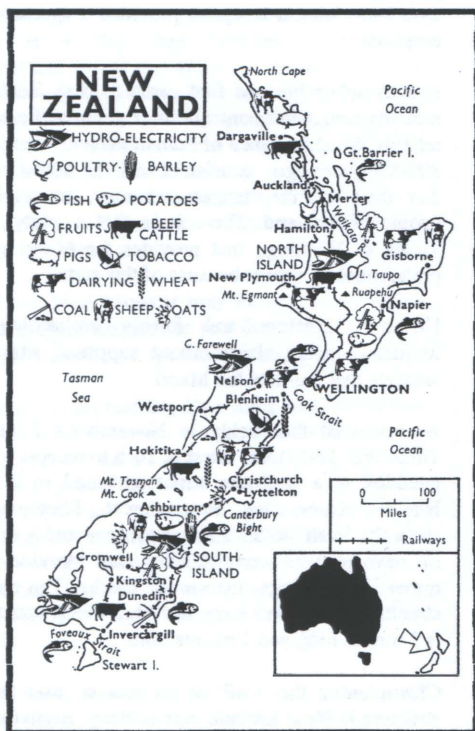 NEW
ZEALAND
HYDRO-ELECTRICITY
POULTRY
BARLEY
FISH
POTATOES
FRUITS
BEEF
CATTLE
PIGS
TOBACCO
DAIRYING
WHEAT
COAL
SHEEP
OATS
North Cape
Pacific
Ocean
Dargaville
Gt. Barrier I.
Auckland
Mercer
Waikato
Hamilton
NORTH
ISLAND
Gisborne
New Plymouth
L. Taupo
Mt. Egmont
Ruapehu
Napier
C. Farewell
Tasman
Sea
Nelson
WELLINGTON
Blenheim
Cook Strait
Westport
Hokitika
Pacific
Ocean
Mt. Tasman
Mt. Cook
Christchurch
Lyttelton
Ashburton
Canterbury
Bight
0 100
Miles
Railways
Cromwell
SOUTH
ISLAND
Kingston
Dunedin
Foveaux Strait
Invercargill
Stewart I.